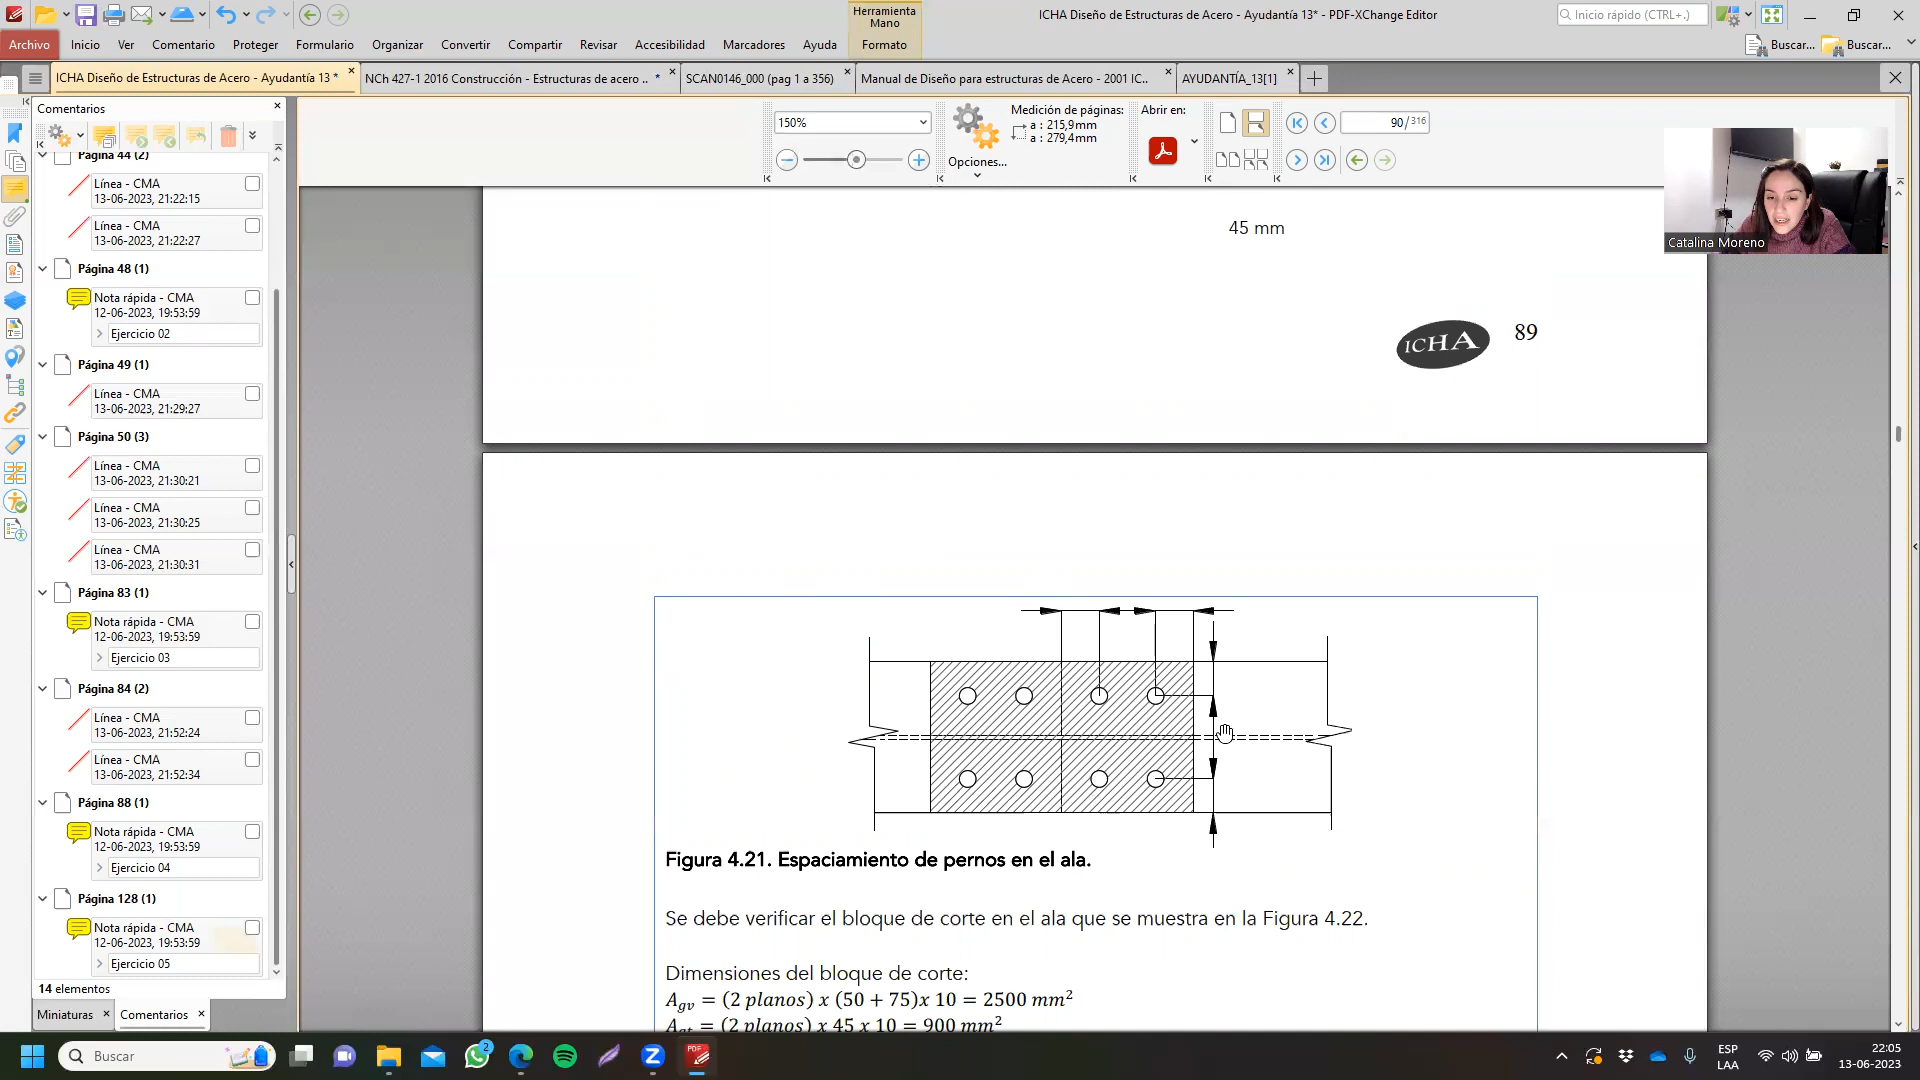 Herramienta
Mano
ICHA Diseño de Estructuras de Acero - Ayudantía 13* - PDF-XChange Editor
Inicio rápido (CTRL+.)
Archivo
Inicio
Ver
Comentario
Proteger
Formulario
Organizar
Convertir
Compartir
Revisar
Accesibilidad
Marcadores
Ayuda
Formato
Buscar...
Buscar...
ICHA Diseño de Estructuras de Acero - Ayudantía 13 *
NCh 427-1 2016 Construcción - Estructuras de acero .. *
SCAN0146_000 (pag 1 a 356)
Manual de Diseño para estructuras de Acero - 2001 IC..
AYUDANTÍA_13[1]
Comentarios
150%
Opciones...
Medición de páginas:
a : 215,9mm
a : 279,4mm
Abrir en:
90/316
Página 44 (2)
Línea - CMA
13-06-2023, 21:22:15
Línea - CMA
13-06-2023, 21:22:27
Página 48 (1)
Nota rápida - CMA
12-06-2023, 19:53:59
Ejercicio 02
Página 49 (1)
Línea - CMA
13-06-2023, 21:29:27
Página 50 (3)
Línea - CMA
13-06-2023, 21:30:21
Línea - CMA
13-06-2023, 21:30:25
Línea - CMA
13-06-2023, 21:30:31
Página 83 (1)
Nota rápida - CMA
12-06-2023, 19:53:59
Ejercicio 03
Página 84 (2)
Línea - CMA
13-06-2023, 21:52:24
Línea - CMA
13-06-2023, 21:52:34
Página 88 (1)
Nota rápida - CMA
12-06-2023, 19:53:59
Ejercicio 04
Página 128 (1)
Nota rápida - CMA
12-06-2023, 19:53:59
Ejercicio 05
14 elementos
Miniaturas
Comentarios
Catalina Moreno
45 mm
ICHA
89
Figura 4.21. Espaciamiento de pernos en el ala.
Se debe verificar el bloque de corte en el ala que se muestra en la Figura 4.22.
Dimensiones del bloque de corte:
A_gv = (2 planos) x (50 + 75)x 10 = 2500 mm²
A_gt = (2 planos) x 45 x 10 = 900 mm²
Buscar
2
PDF
ESP
LAA
22:05
13-06-2023